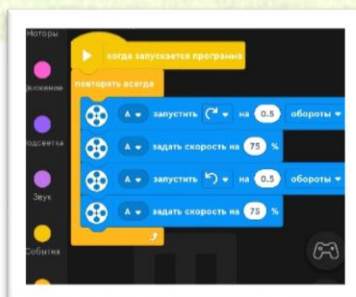 Моторы
когда запускается программа
повторять всегда
движение
А запустить на 0.5 обороты
А задать скорость на 75 %
Подсветка
А запустить на 0.5 обороты
Звук
А задать скорость на 75 %
События